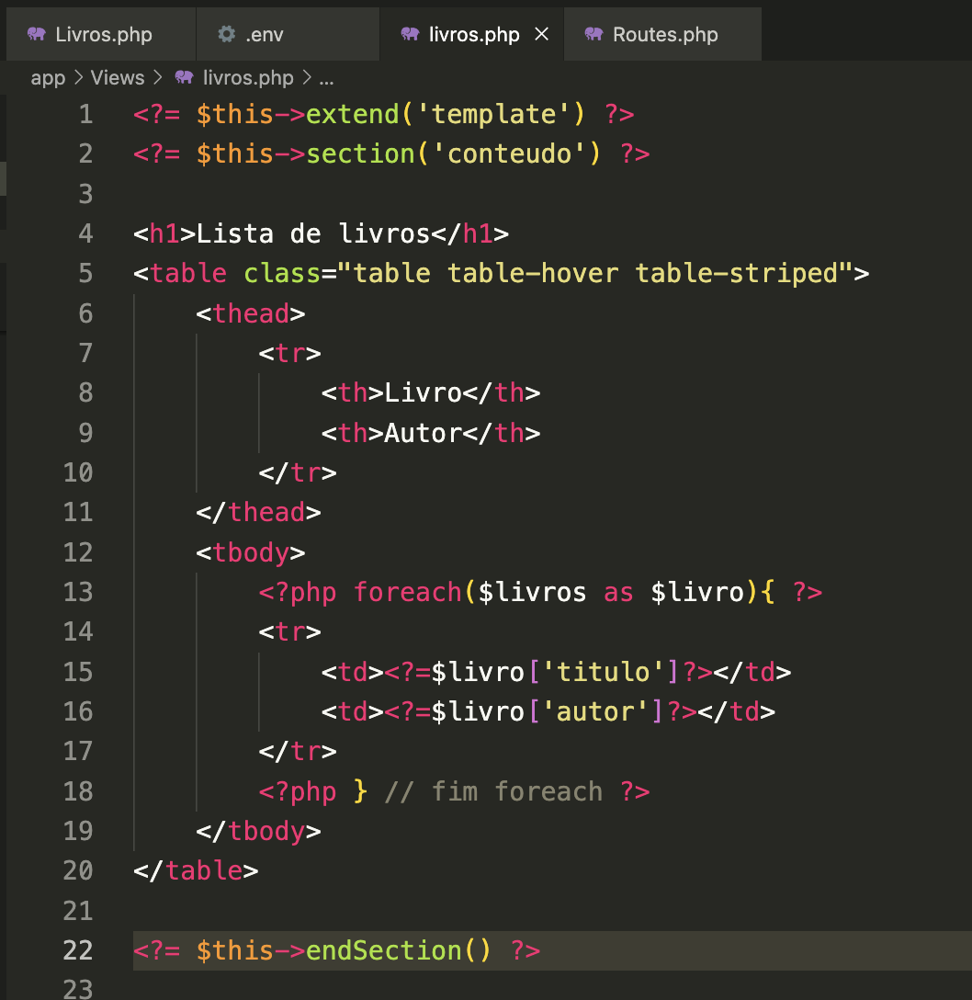 Livros.php .env livros.php Routes.php
app > Views > livros.php > ...
1 <?= $this->extend('template') ?>
2 <?= $this->section('conteudo') ?>
3
4 <h1>Lista de livros</h1>
5 <table class="table table-hover table-striped">
6     <thead>
7         <tr>
8             <th>Livro</th>
9             <th>Autor</th>
10         </tr>
11     </thead>
12     <tbody>
13         <?php foreach($livros as $livro){ ?>
14         <tr>
15             <td><?=$livro['titulo']?></td>
16             <td><?=$livro['autor']?></td>
17         </tr>
18         <?php } // fim foreach ?>
19     </tbody>
20 </table>
21
22 <?= $this->endSection() ?>
23